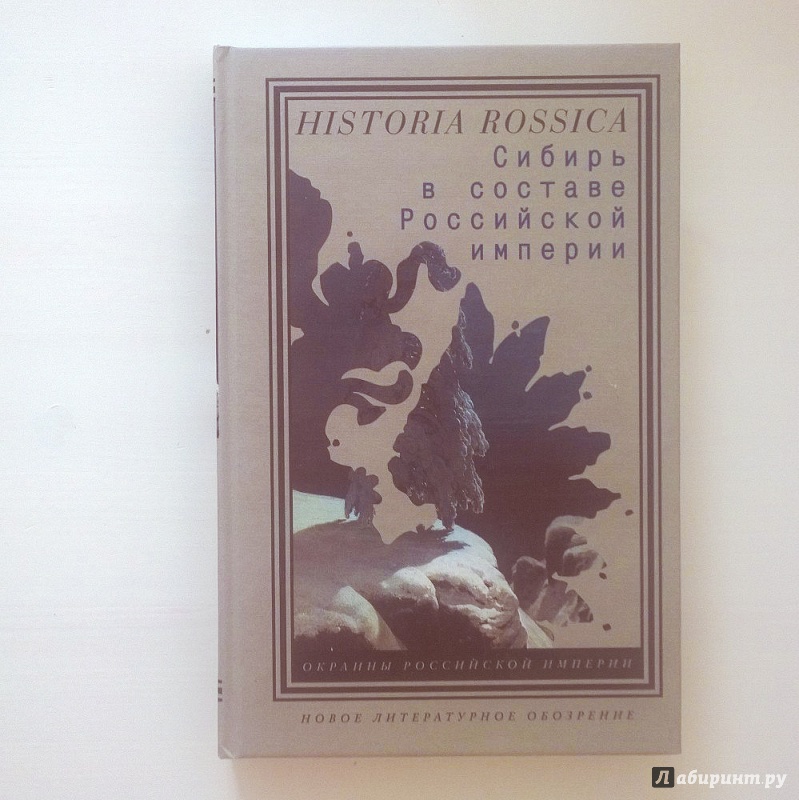 HISTORIA ROSSICA
Сибирь
в составе
Российской
империи
ОКРАИНЫ РОССИЙСКОЙ ИМПЕРИИ
НОВОЕ ЛИТЕРАТУРНОЕ ОБОЗРЕНИЕ
Лабиринт.ру